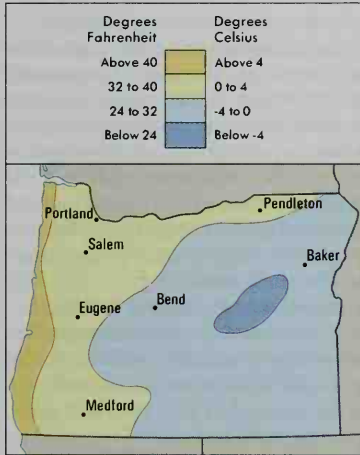 Degrees Fahrenheit
Degrees Celsius
Above 40 Above 4
32 to 40 0 to 4
24 to 32 -4 to 0
Below 24 Below -4
Portland
Pendleton
Salem
Baker
Eugene
Bend
Medford